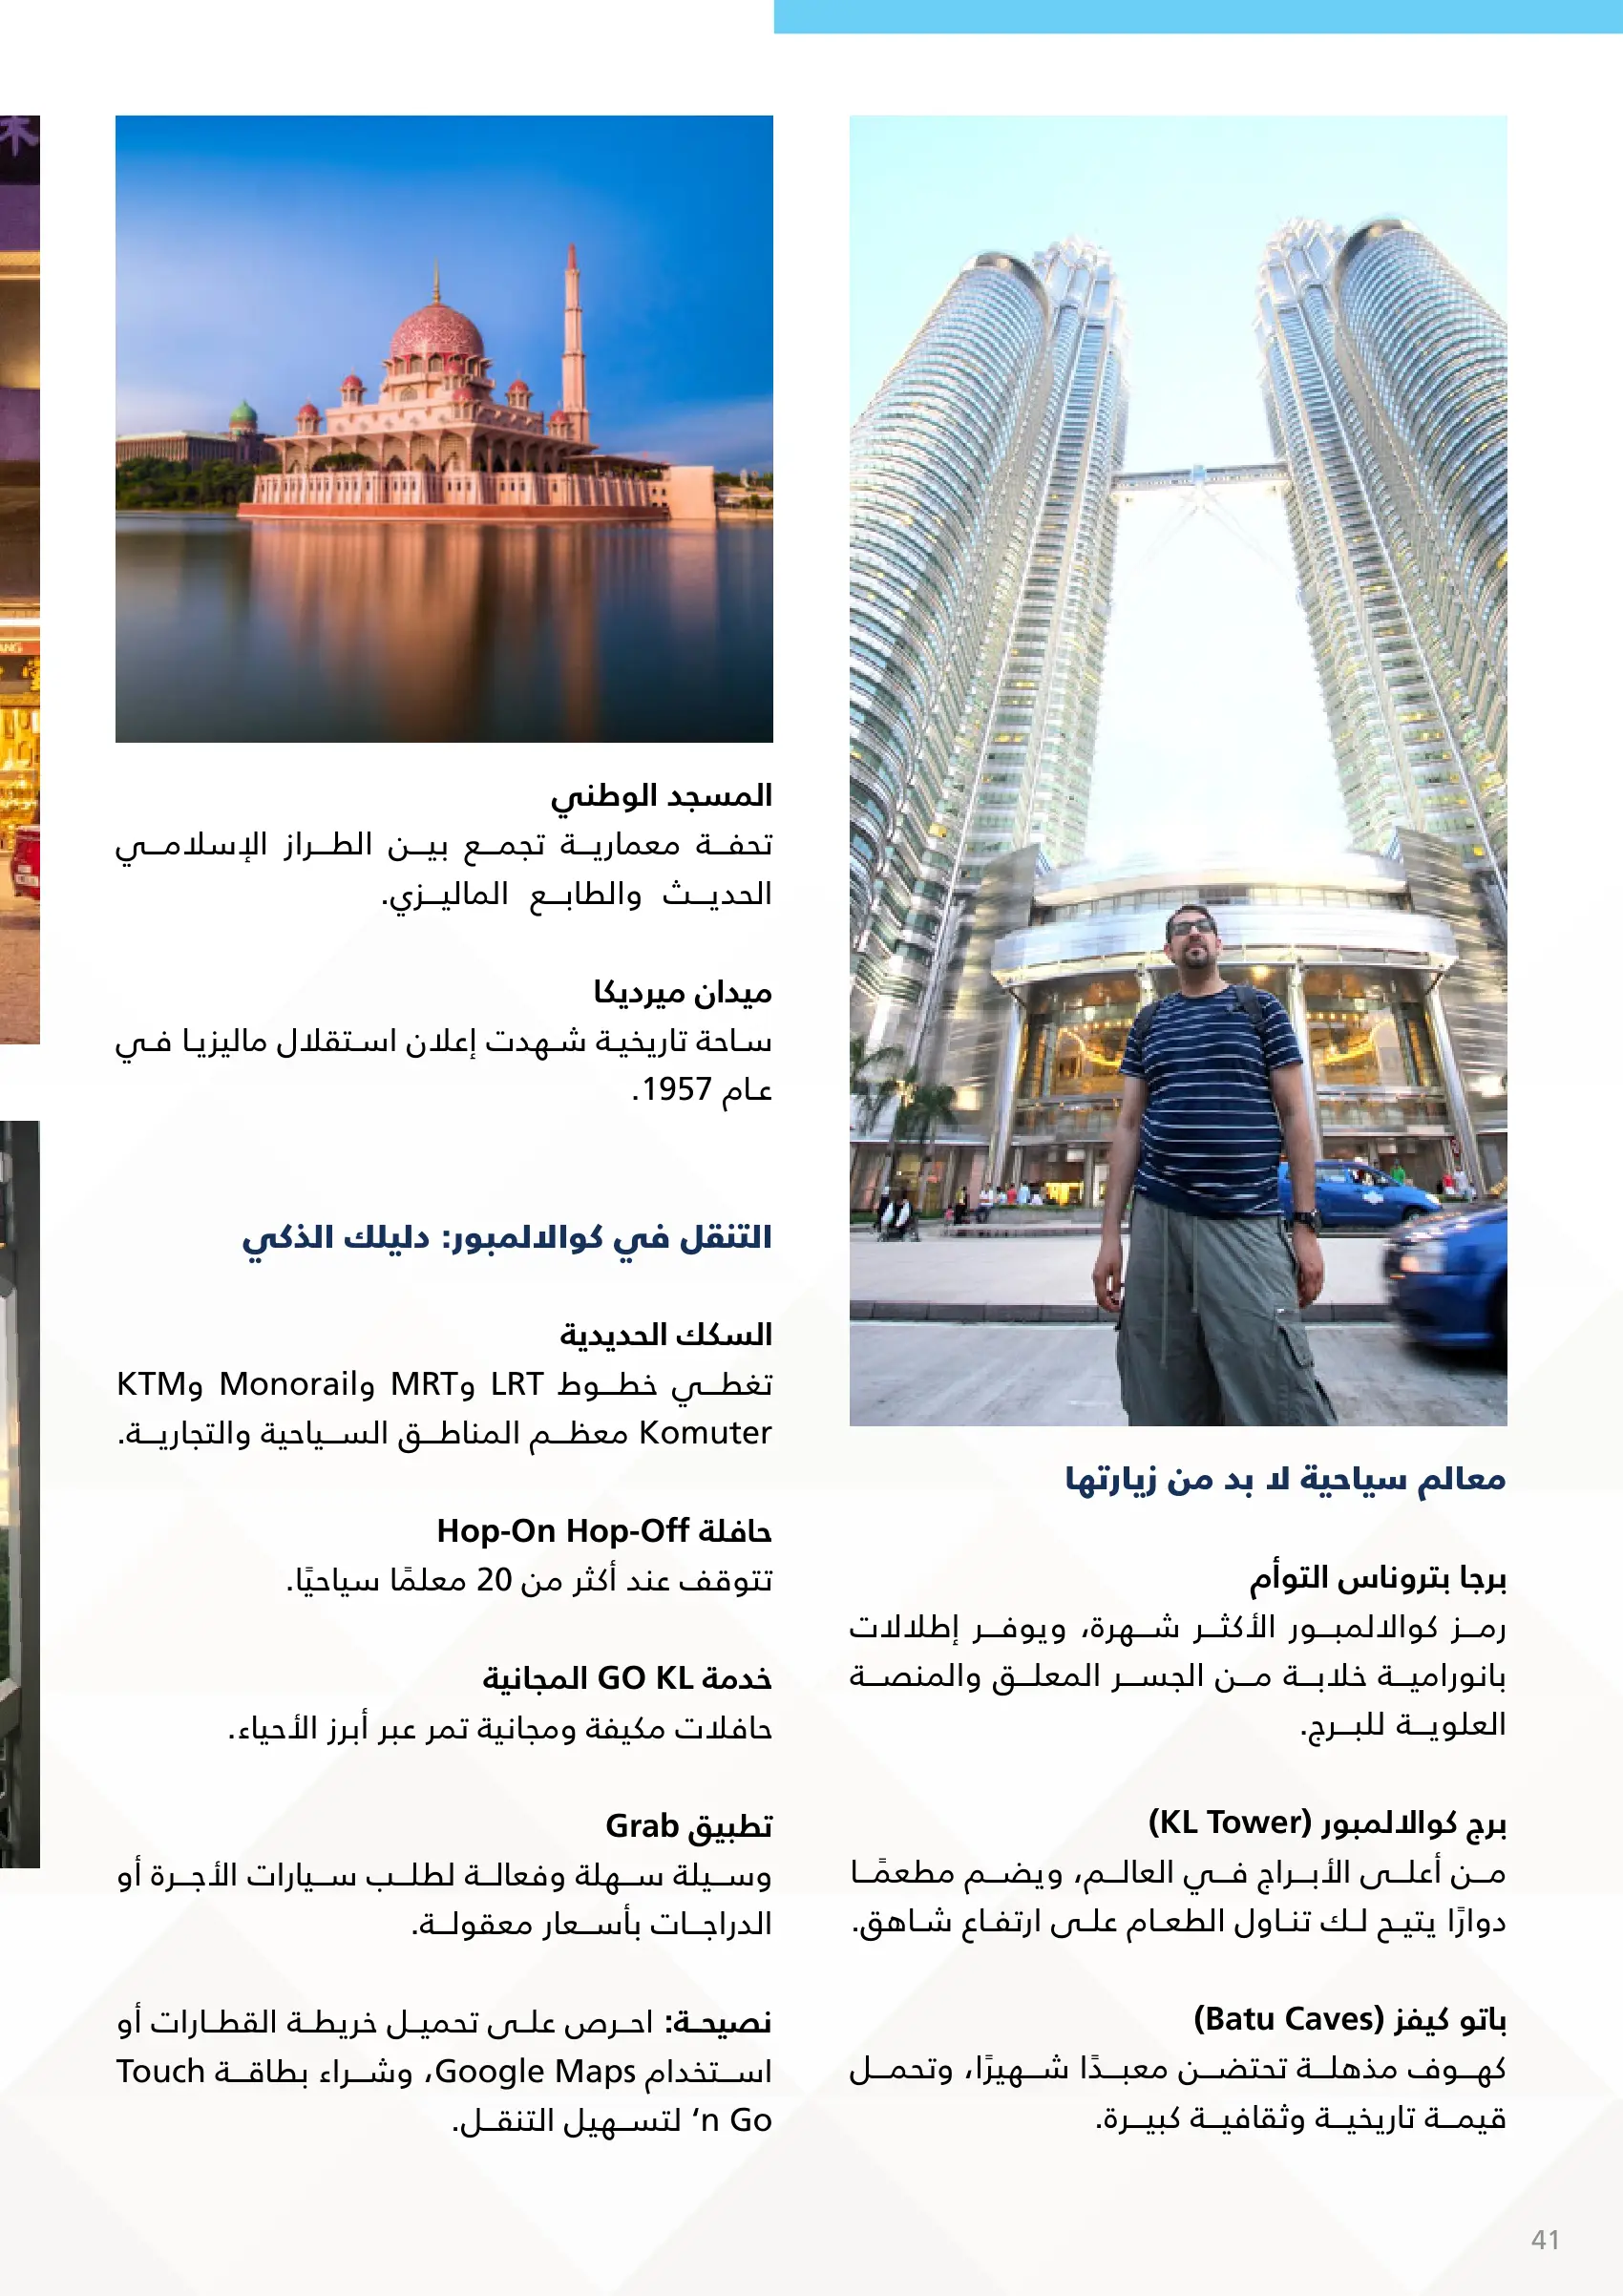 معالم سياحية لا بد من زيارتها
برجا بتروناس التوأم
رمز كوالالمبور الأكثر شهرة، ويوفر إطلالات
بانورامية خلابة من الجسر المعلق والمنصة
العلوية للبرج.
برج كوالالمبور (KL Tower)
من أعلى الأبراج في العالم، ويضم مطعمًا
دوارًا يتيح لك تناول الطعام على ارتفاع شاهق.
باتو كيفز (Batu Caves)
كهوف مذهلة تحتضن معبدًا شهيرًا، وتحمل
قيمة تاريخية وثقافية كبيرة.
المسجد الوطني
تحفة معمارية تجمع بين الطراز الإسلامي
الحديث والطابع الماليزي.
ميدان ميرديكا
ساحة تاريخية شهدت إعلان استقلال ماليزيا في
عام 1957.
التنقل في كوالالمبور: دليلك الذكي
السكك الحديدية
تغطي خطوط LRT وMRT وMonorail وKTM
Komuter معظم المناطق السياحية والتجارية.
حافلة Hop-On Hop-Off
تتوقف عند أكثر من 20 معلمًا سياحيًا.
خدمة GO KL المجانية
حافلات مكيفة ومجانية تمر عبر أبرز الأحياء.
تطبيق Grab
وسيلة سهلة وفعالة لطلب سيارات الأجرة أو
الدراجات بأسعار معقولة.
نصيحة: احرص على تحميل خريطة القطارات أو
استخدام Google Maps، وشراء بطاقة Touch
‘n Go لتسهيل التنقل.
41